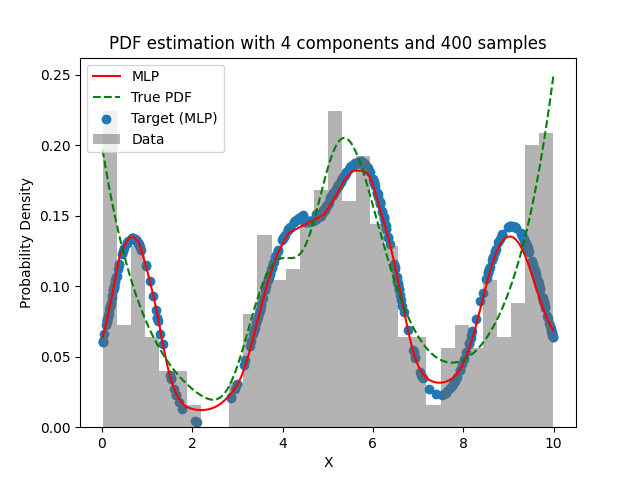 PDF estimation with 4 components and 400 samples
MLP
True PDF
Target (MLP)
Data
Probability Density
0.25
0.20
0.15
0.10
0.05
0.00
0 2 4 6 8 10
X